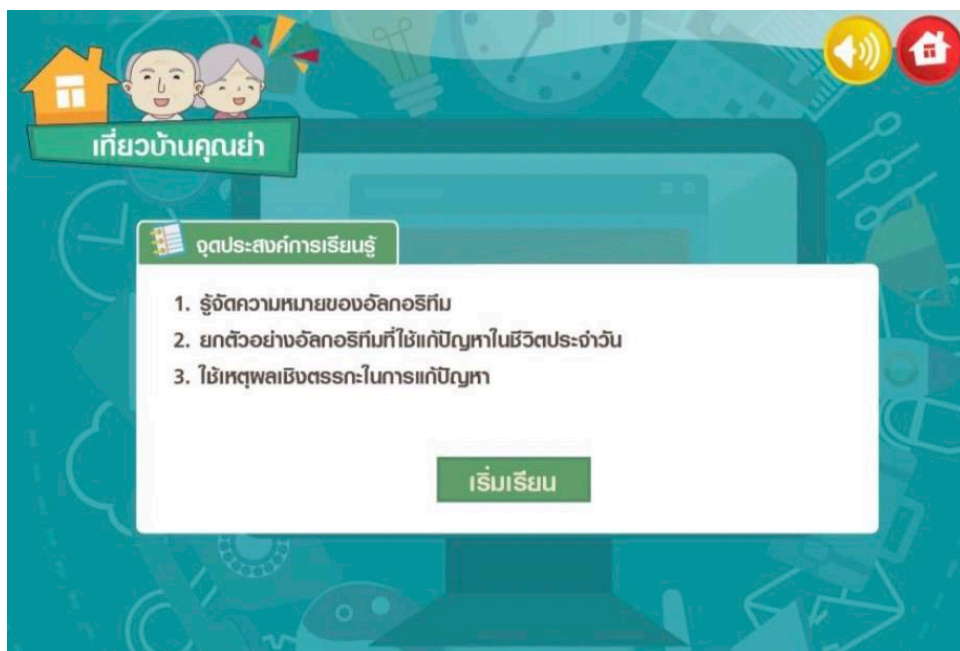 เที่ยวบ้านคุณย่า
จุดประสงค์การเรียนรู้
1. รู้จัดความหมายของอัลกอริทึม
2. ยกตัวอย่างอัลกอริทึมที่ใช้แก้ปัญหาในชีวิตประจำวัน
3. ใช้เหตุผลเชิงตรรกะในการแก้ปัญหา
เริ่มเรียน